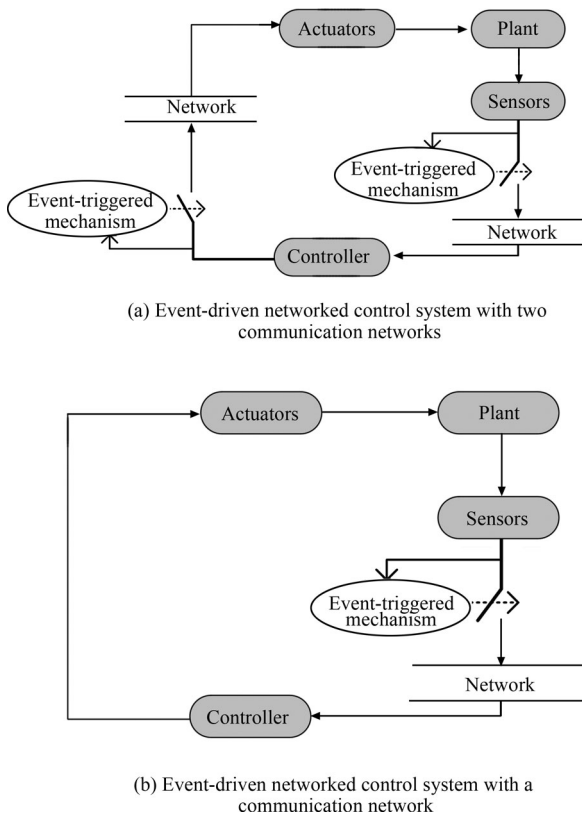 Actuators
Plant
Sensors
Network
Event-triggered
mechanism
Event-triggered
mechanism
Network
Controller
(a) Event-driven networked control system with two
communication networks
Actuators
Plant
Sensors
Event-triggered
mechanism
Network
Controller
(b) Event-driven networked control system with a
communication network